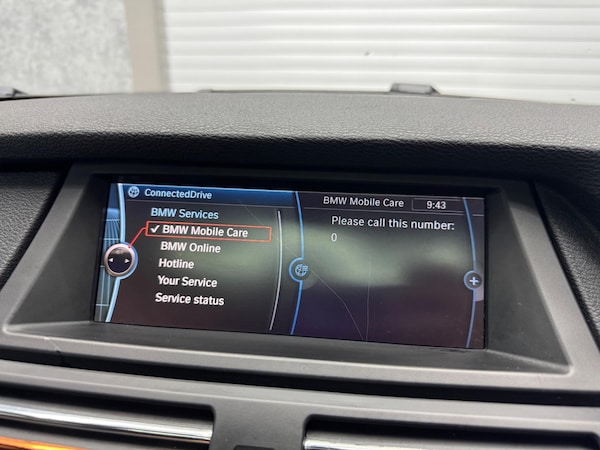 ConnectedDrive
BMW Services
✓ BMW Mobile Care
BMW Online
Hotline
Your Service
Service status
BMW Mobile Care 9:43
Please call this number:
0
+